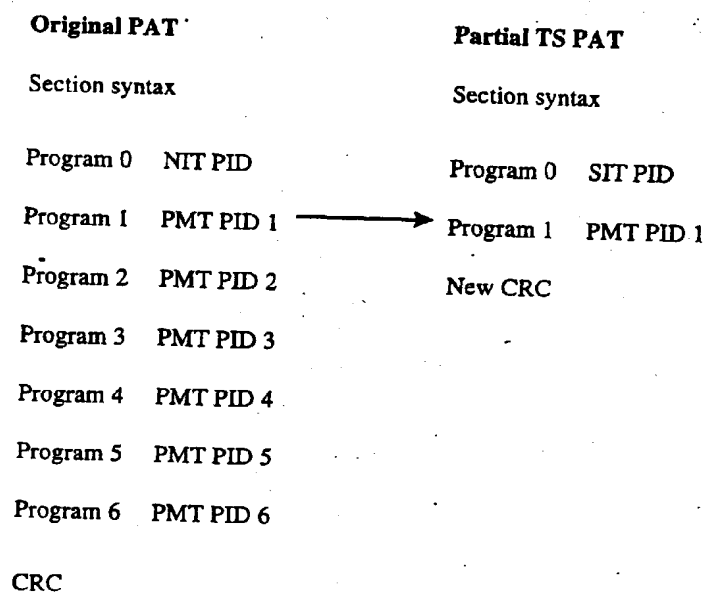 Original PAT
Section syntax
Program 0 NIT PID
Program 1 PMT PID 1
Program 2 PMT PID 2
Program 3 PMT PID 3
Program 4 PMT PID 4
Program 5 PMT PID 5
Program 6 PMT PID 6
CRC
Partial TS PAT
Section syntax
Program 0 SIT PID
Program 1 PMT PID 1
New CRC